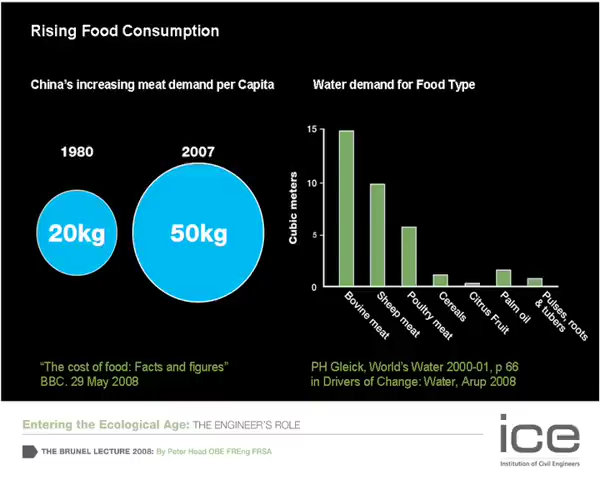 Rising Food Consumption
China's increasing meat demand per Capita
Water demand for Food Type
1980
2007
20kg
50kg
Cubic meters
15
10
5
0
Bovine meat
Sheep meat
Poultry meat
Cereals
Citrus Fruit
Palm oil
Pulses, roots
& tubers
"The cost of food: Facts and figures"
BBC. 29 May 2008
PH Gleick, World's Water 2000-01, p 66
in Drivers of Change: Water, Arup 2008
Entering the Ecological Age: THE ENGINEER'S ROLE
THE BRUNEL LECTURE 2008: By Peter Head OBE FREng FRSA
ice
Institution of Civil Engineers